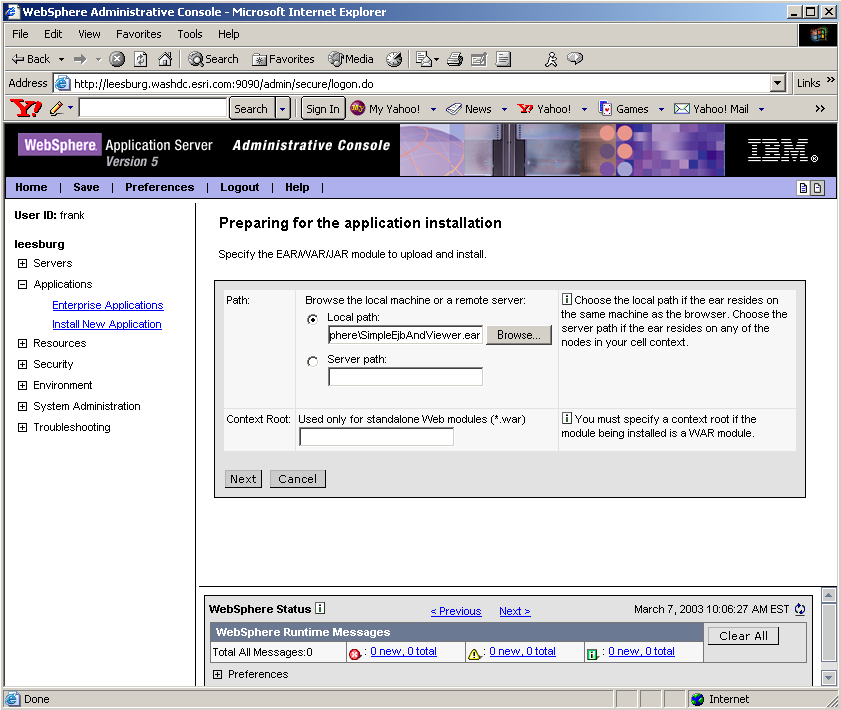 WebSphere Administrative Console - Microsoft Internet Explorer
File Edit View Favorites Tools Help
Back Search Favorites Media
Address http://leesburg.washdc.esri.com:9090/admin/secure/logon.do Links »
Y! Search Sign In My Yahoo! News Yahoo! Games Yahoo! Mail »
WebSphere Application Server Administrative Console IBM®
Version 5
Home | Save | Preferences | Logout | Help |
User ID: frank
leesburg
Servers
Applications
Enterprise Applications
Install New Application
Resources
Security
Environment
System Administration
Troubleshooting
Preparing for the application installation
Specify the EAR/WAR/JAR module to upload and install.
Path:
Browse the local machine or a remote server:
Local path:
phere\SimpleEjbAndViewer.ear Browse...
Server path:
i Choose the local path if the ear resides on
the same machine as the browser. Choose the
server path if the ear resides on any of the
nodes in your cell context.
Context Root:
Used only for standalone Web modules (*.war)
i You must specify a context root if the
module being installed is a WAR module.
Next Cancel
WebSphere Status i < Previous Next > March 7, 2003 10:06:27 AM EST
WebSphere Runtime Messages Clear All
Total All Messages:0 : 0 new, 0 total : 0 new, 0 total : 0 new, 0 total
Preferences
Done Internet